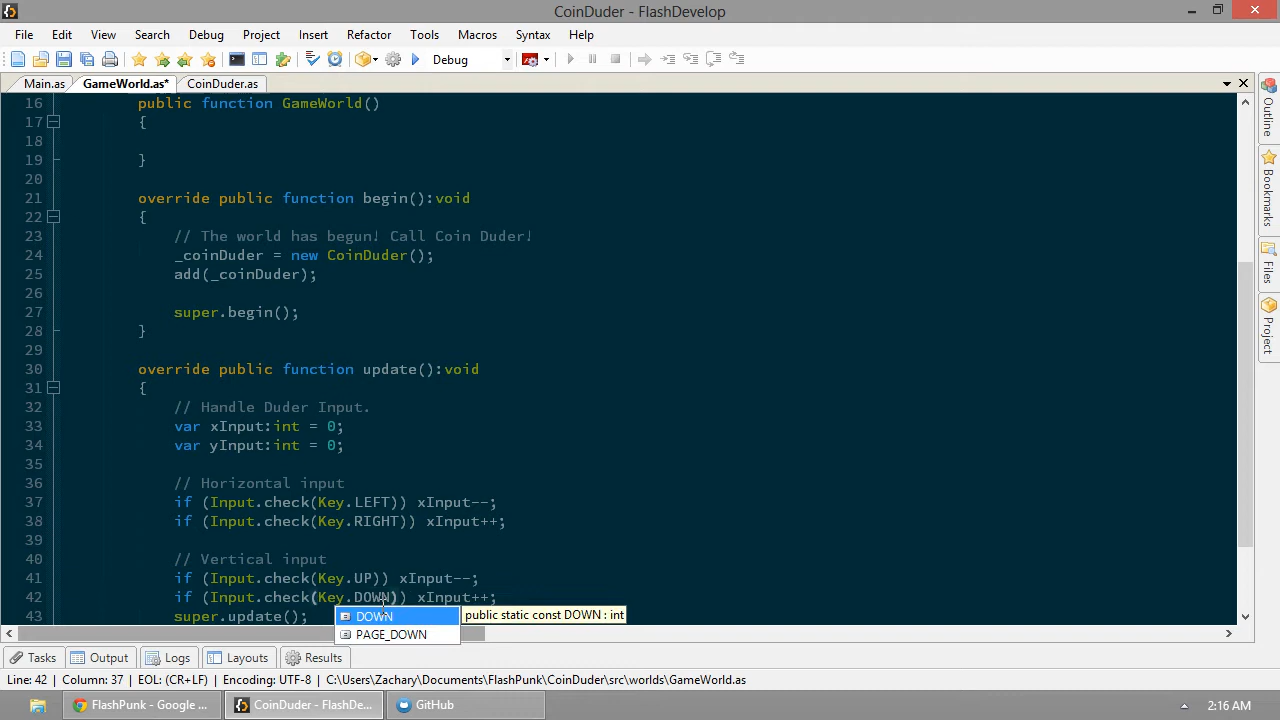 CoinDuder - FlashDevelop
File Edit View Search Debug Project Insert Refactor Tools Macros Syntax Help
Debug
Main.as GameWorld.as* CoinDuder.as
16 public function GameWorld()
17 {
18
19 }
20
21 override public function begin():void
22 {
23 // The world has begun! Call Coin Duder!
24 _coinDuder = new CoinDuder();
25 add(_coinDuder);
26
27 super.begin();
28 }
29
30 override public function update():void
31 {
32 // Handle Duder Input.
33 var xInput:int = 0;
34 var yInput:int = 0;
35
36 // Horizontal input
37 if (Input.check(Key.LEFT)) xInput--;
38 if (Input.check(Key.RIGHT)) xInput++;
39
40 // Vertical input
41 if (Input.check(Key.UP)) xInput--;
42 if (Input.check(Key.DOWN)) xInput++;
43 super.update();
DOWN public static const DOWN : int
PAGE_DOWN
Outline
Bookmarks
Files
Project
Tasks Output Logs Layouts Results
Line: 42 Column: 37 EOL: (CR+LF) Encoding: UTF-8 C:\Users\Zachary\Documents\FlashPunk\CoinDuder\src\worlds\GameWorld.as
FlashPunk - Google ... CoinDuder - FlashDe... GitHub 2:16 AM